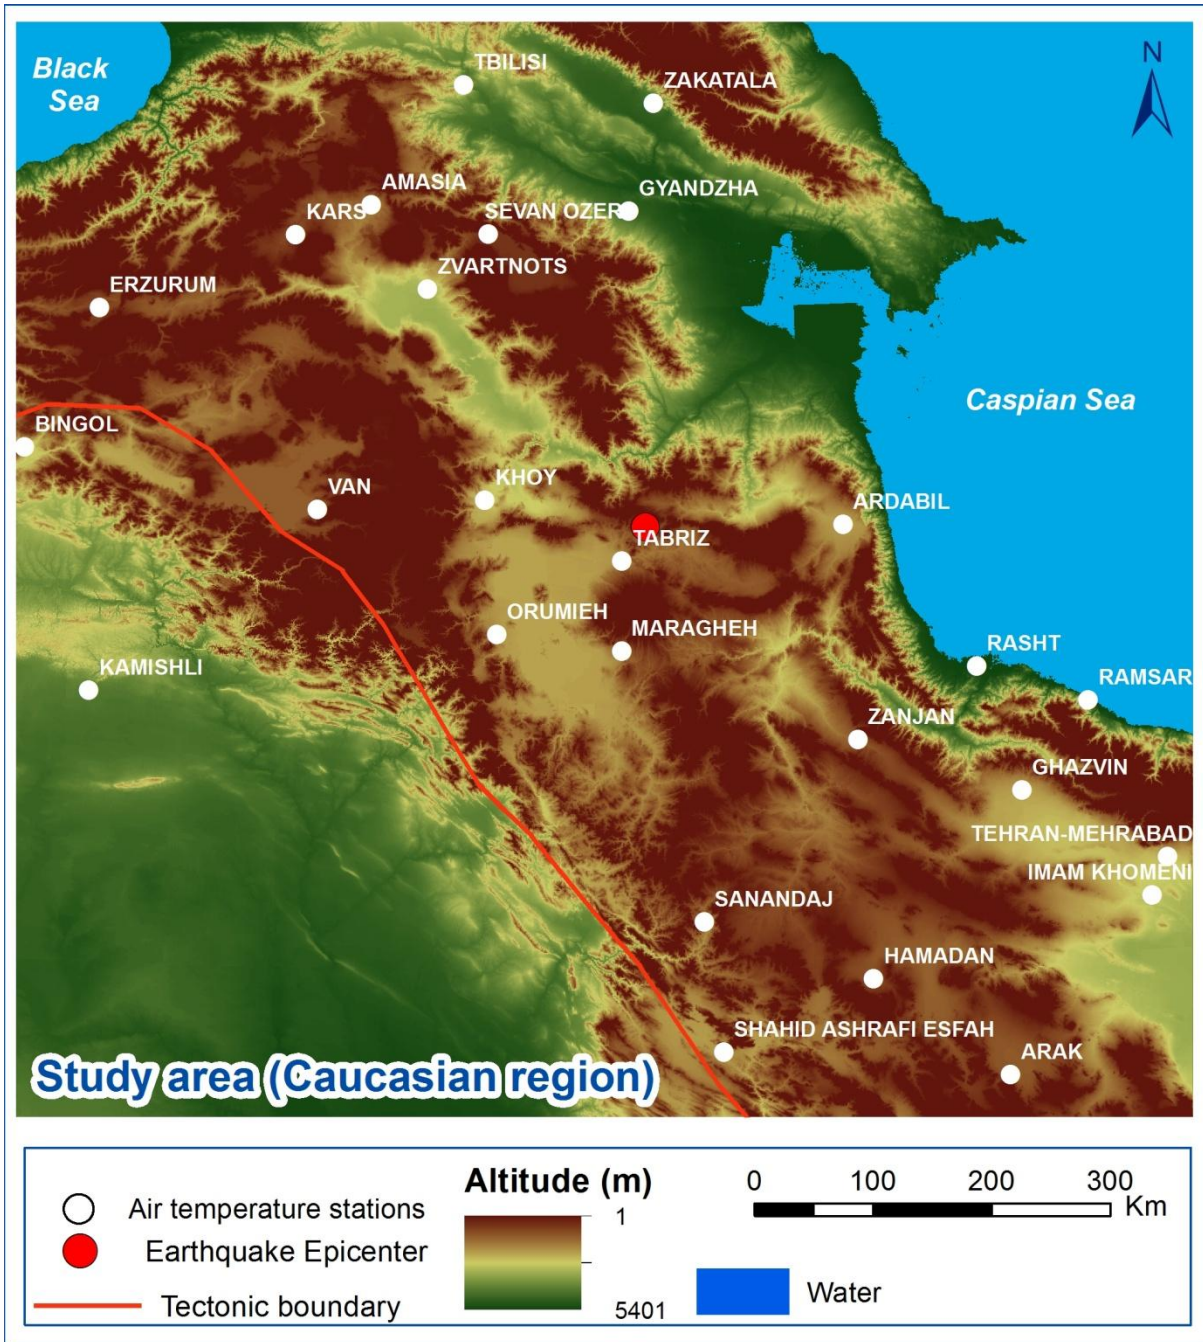 Black
Sea
N
TBILISI
ZAKATALA
AMASIA
GYANDZHA
KARS
SEVAN OZER
ZVARTNOTS
ERZURUM
Caspian Sea
BINGOL
VAN
KHOY
ARDABIL
TABRIZ
ORUMIEH
MARAGHEH
RASHT
KAMISHLI
RAMSAR
ZANJAN
GHAZVIN
TEHRAN-MEHRABAD
IMAM KHOMENI
SANANDAJ
HAMADAN
SHAHID ASHRAFI ESFAH
ARAK
Study area (Caucasian region)
Air temperature stations
Earthquake Epicenter
Tectonic boundary
Altitude (m)
1
5401
0 100 200 300
Km
Water